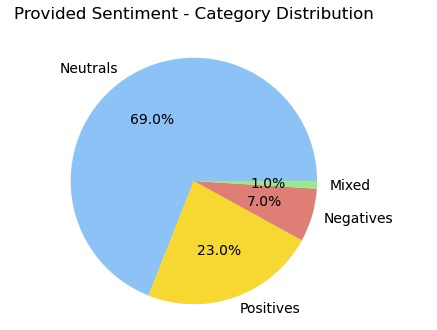 Provided Sentiment - Category Distribution
Neutrals
69.0%
1.0%
Mixed
7.0%
Negatives
23.0%
Positives